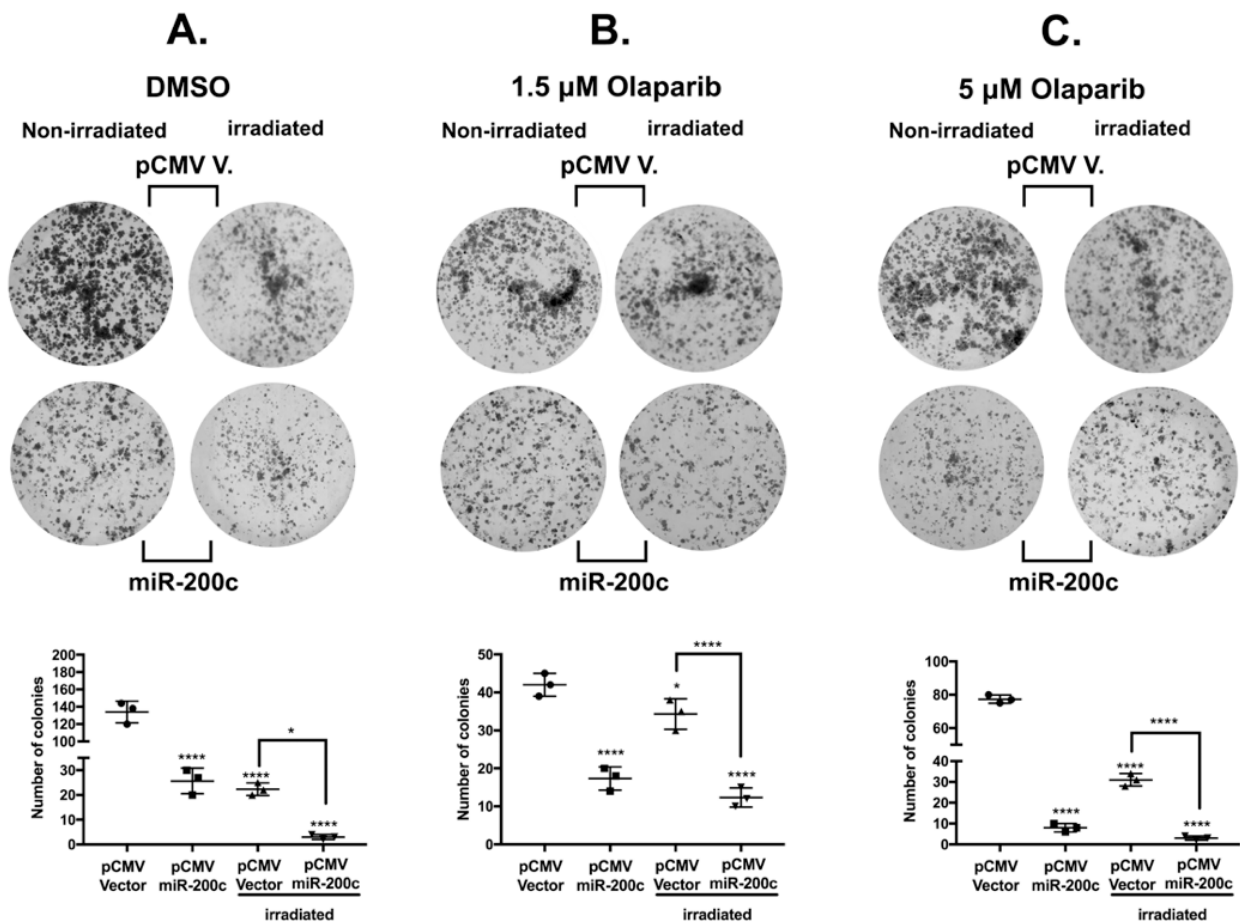 A.
B.
C.
DMSO
1.5 µM Olaparib
5 µM Olaparib
Non-irradiated
irradiated
Non-irradiated
irradiated
Non-irradiated
irradiated
pCMV V.
pCMV V.
pCMV V.
miR-200c
miR-200c
miR-200c
Number of colonies
200
180
160
140
120
100
30
20
10
0
****
****
*
****
pCMV
Vector
pCMV
miR-200c
pCMV
Vector
pCMV
miR-200c
irradiated
Number of colonies
50
40
30
20
10
0
****
*
****
****
pCMV
Vector
pCMV
miR-200c
pCMV
Vector
pCMV
miR-200c
irradiated
Number of colonies
100
80
60
40
30
20
10
0
****
****
****
****
pCMV
Vector
pCMV
miR-200c
pCMV
Vector
pCMV
miR-200c
irradiated